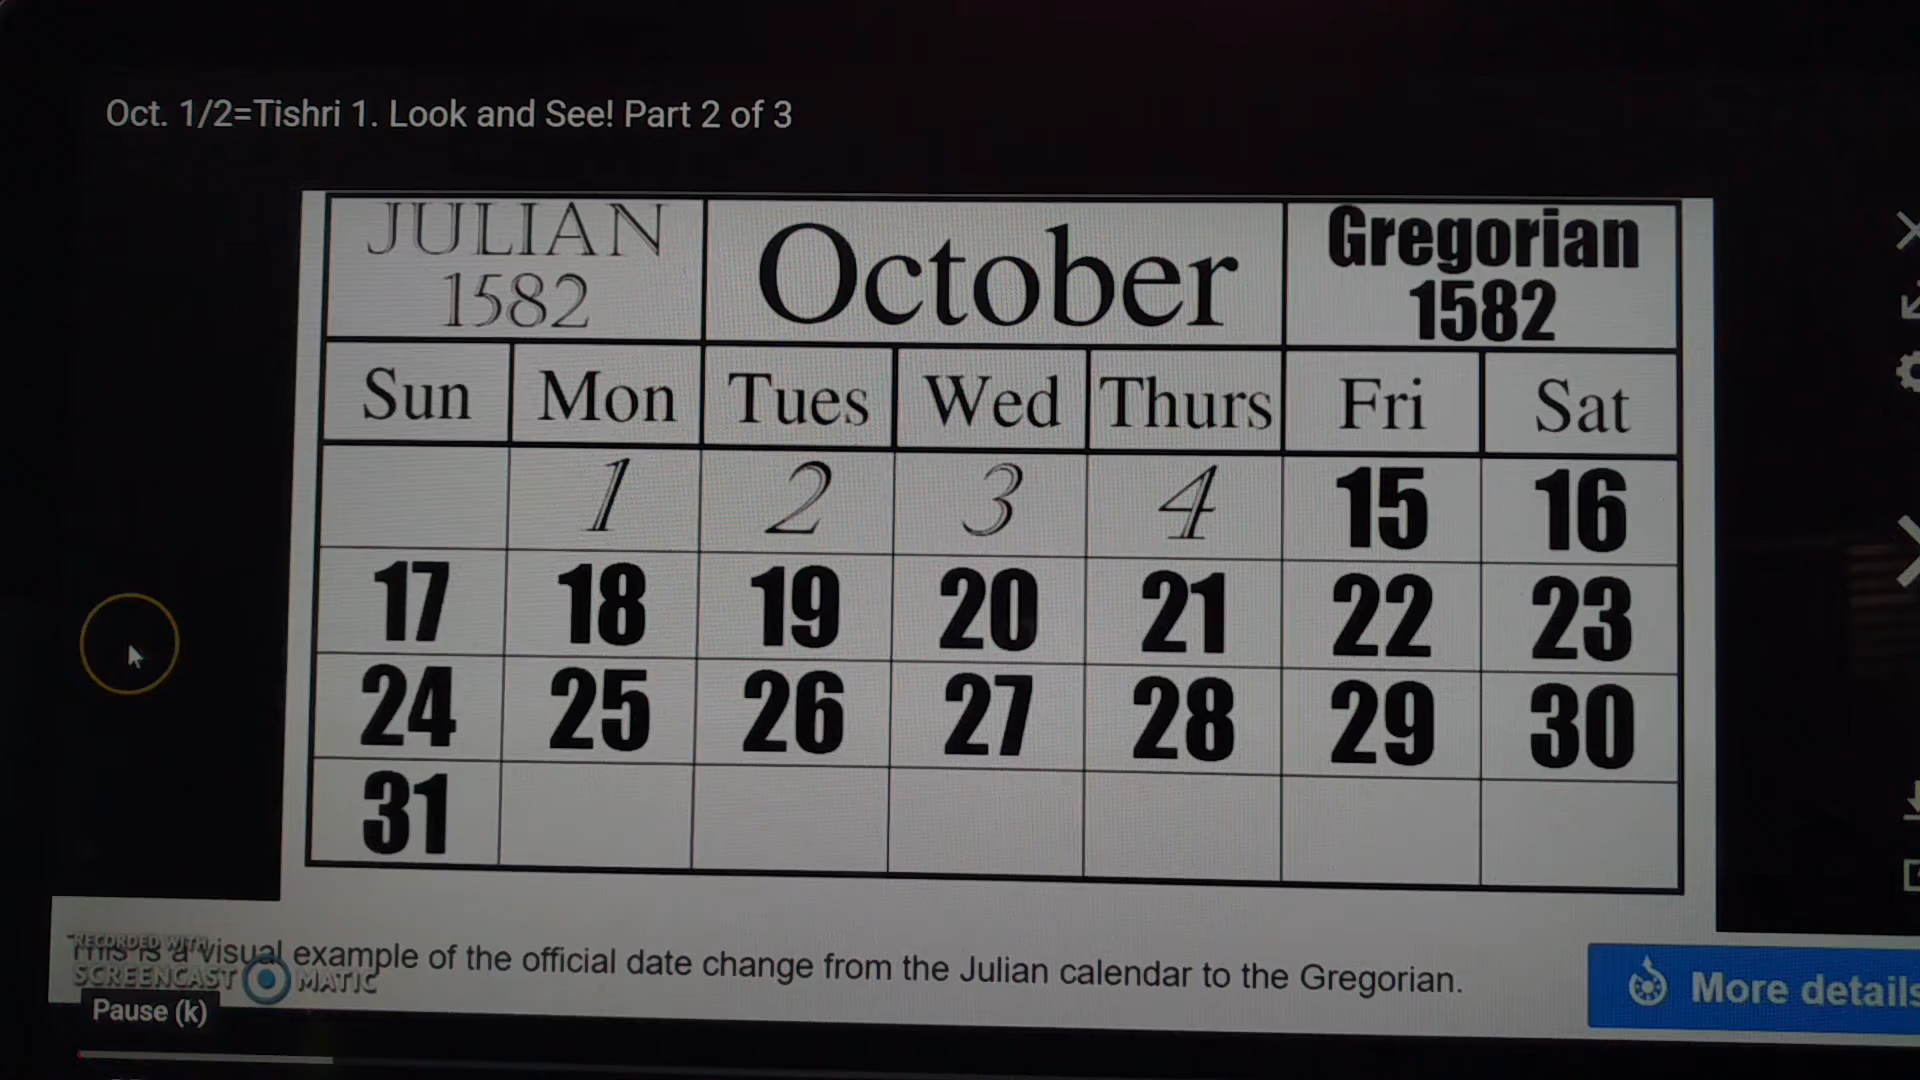 Oct. 1/2=Tishri 1. Look and See! Part 2 of 3
JULIAN
1582
October
Gregorian
1582
Sun Mon Tues Wed Thurs Fri Sat
1 2 3 4 15 16
17 18 19 20 21 22 23
24 25 26 27 28 29 30
31
This is a visual example of the official date change from the Julian calendar to the Gregorian.
RECORDED WITH
SCREENCAST MATIC
More details
Pause (k)